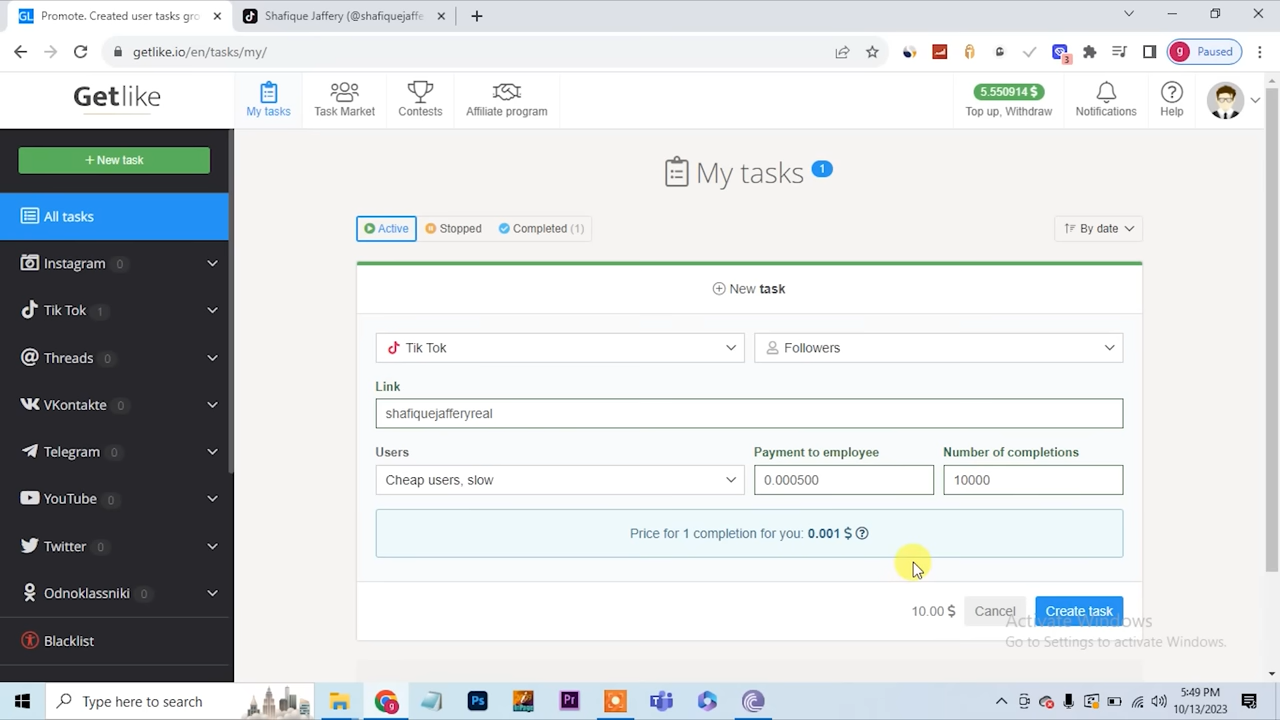 Promote. Created user tasks gro
Shafique Jaffery (@shafiquejaffe
getlike.io/en/tasks/my/
3
g Paused
Getlike
My tasks
Task Market
Contests
Affiliate program
5.550914 $
Top up, Withdraw
Notifications
Help
+ New task
All tasks
Instagram 0
Tik Tok 1
Threads 0
VKontakte 0
Telegram 0
YouTube 0
Twitter 0
Odnoklassniki 0
Blacklist
My tasks 1
Active
Stopped
Completed (1)
By date
New task
Tik Tok
Followers
Link
shafiquejafferyreal
Users
Payment to employee
Number of completions
Cheap users, slow
0.000500
10000
Price for 1 completion for you: 0.001 $
10.00 $
Cancel
Create task
Activate Windows
Go to Settings to activate Windows.
Type here to search
Ps
Pr
5:49 PM
10/13/2023